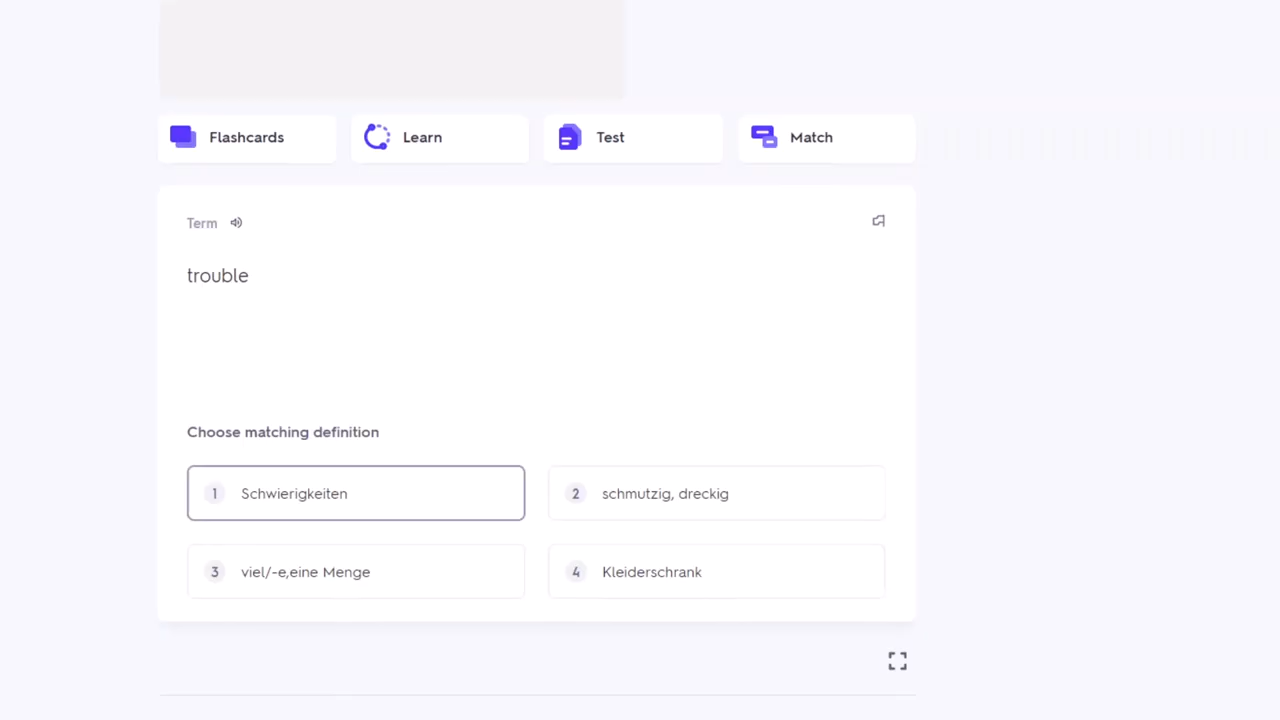 Flashcards Learn Test Match
Term
trouble
Choose matching definition
1 Schwierigkeiten 2 schmutzig, dreckig
3 viel/-e,eine Menge 4 Kleiderschrank